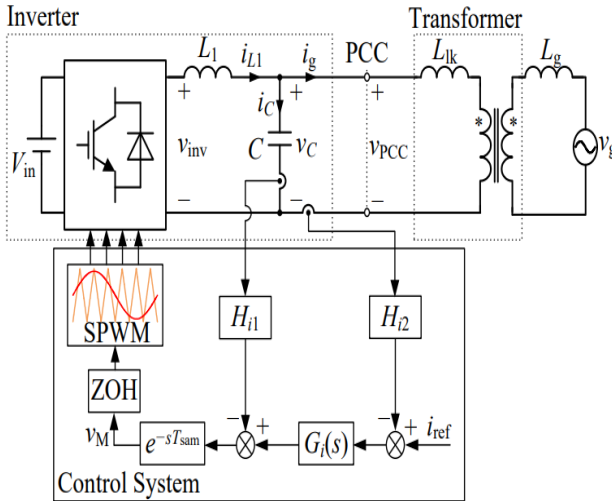 Inverter
Transformer
L1
iL1
ig
PCC
Llk
Lg
+
+
+
*
*
iC
Vin
vinv
C
vC
vPCC
vg
−
−
−
SPWM
Hi1
Hi2
ZOH
−
−
vM
+
+
iref
e−sTsam
Gi(s)
Control System